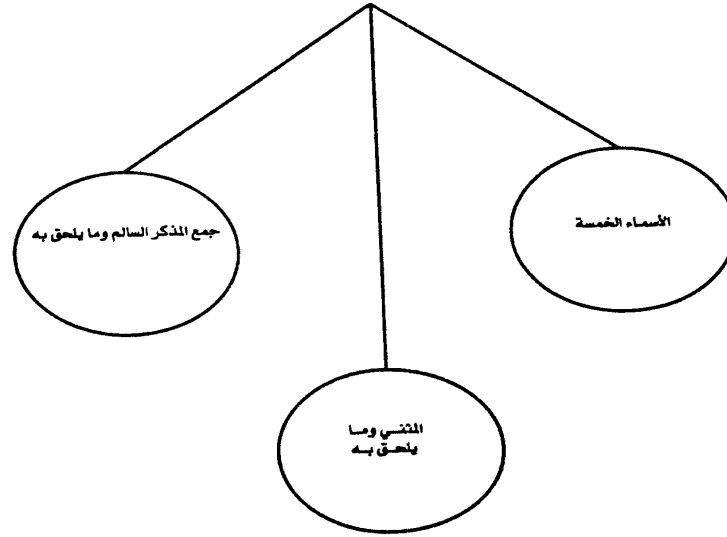 الأسماء الخمسة
جمع المذكر السالم وما يلحق به
المثنى وما
يلحق به